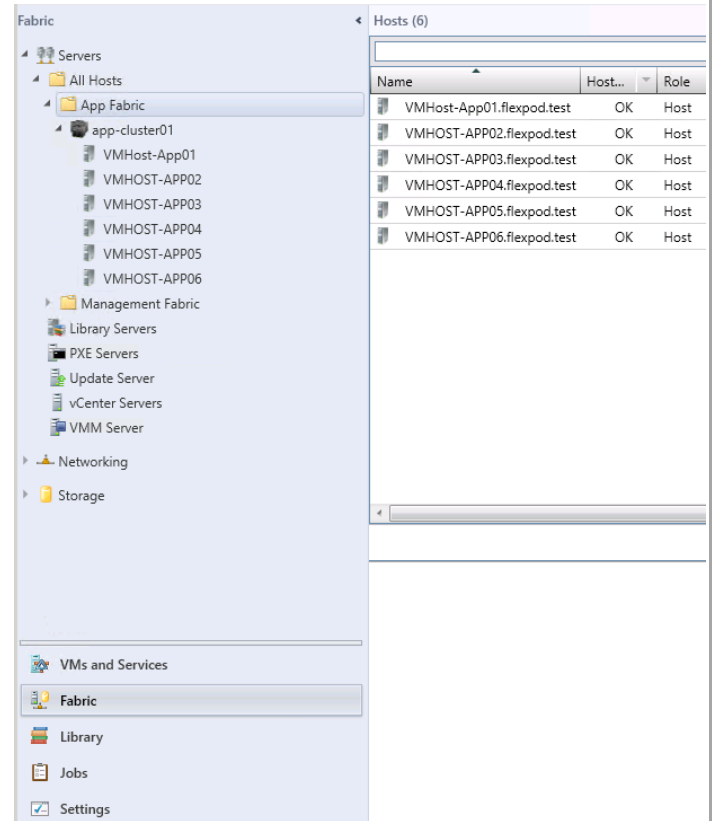 Fabric
Servers
All Hosts
App Fabric
app-cluster01
VMHost-App01
VMHOST-APP02
VMHOST-APP03
VMHOST-APP04
VMHOST-APP05
VMHOST-APP06
Management Fabric
Library Servers
PXE Servers
Update Server
vCenter Servers
VMM Server
Networking
Storage
VMs and Services
Fabric
Library
Jobs
Settings
Hosts (6)
Name Host... Role
VMHost-App01.flexpod.test OK Host
VMHOST-APP02.flexpod.test OK Host
VMHOST-APP03.flexpod.test OK Host
VMHOST-APP04.flexpod.test OK Host
VMHOST-APP05.flexpod.test OK Host
VMHOST-APP06.flexpod.test OK Host